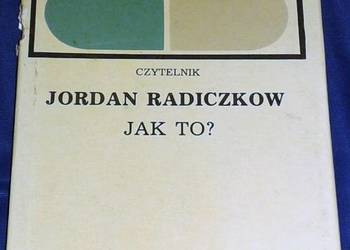 CZYTELNIK
JORDAN RADICZKOW
JAK TO?